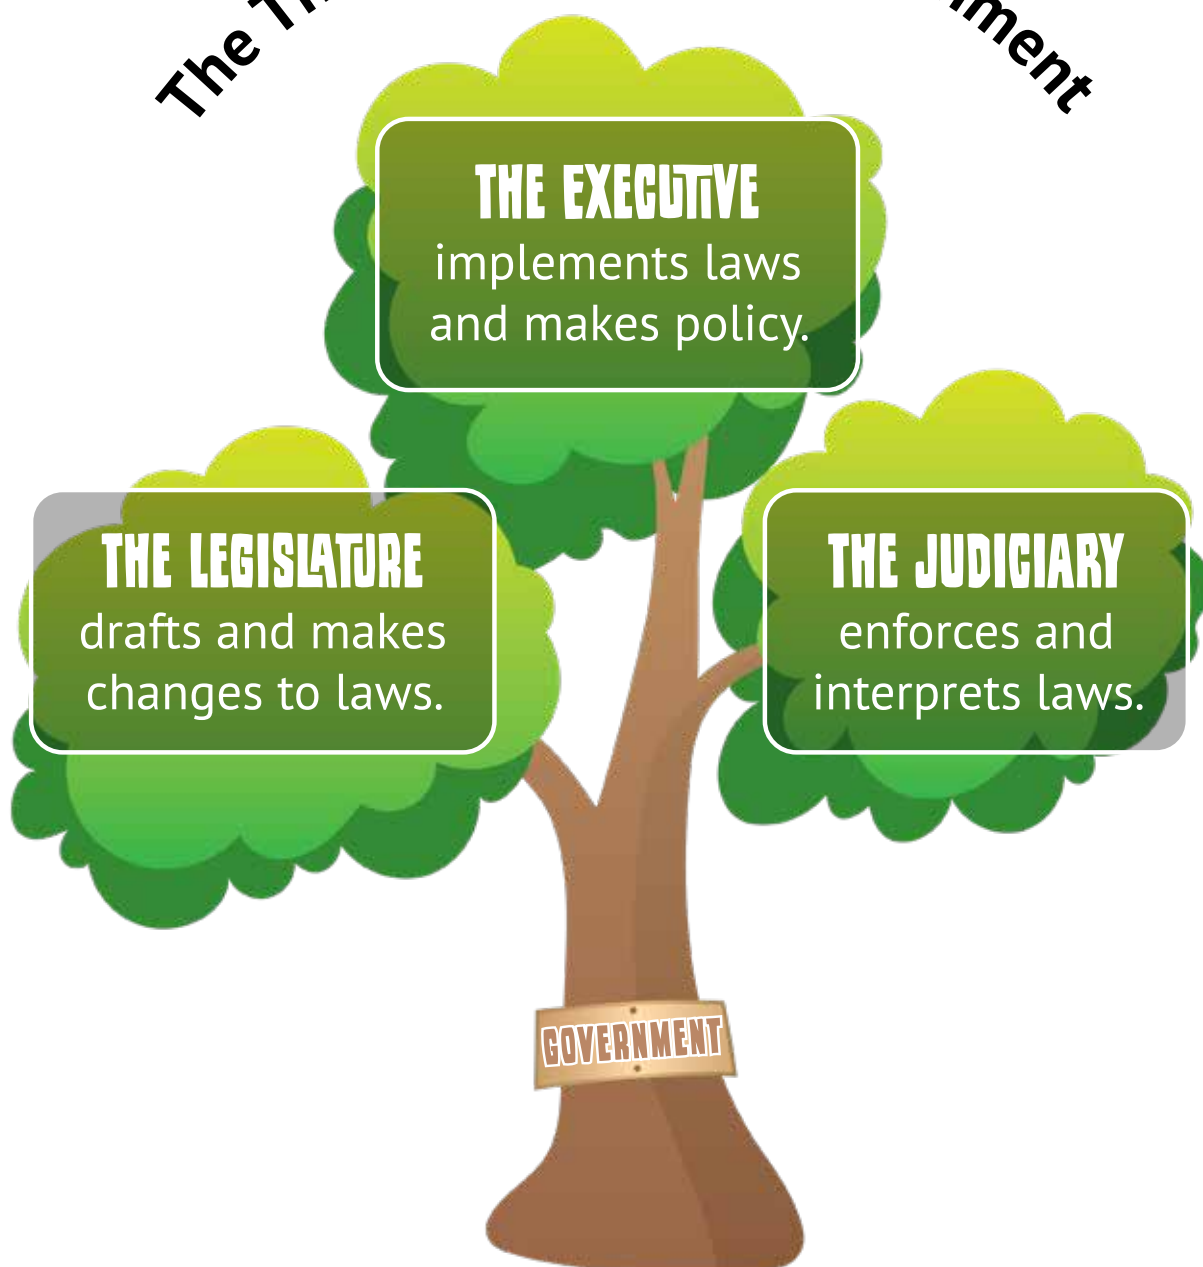 The
THE EXECUTIVE
implements laws
and makes policy.
THE LEGISLATURE
drafts and makes
changes to laws.
THE JUDICIARY
enforces and
interprets laws.
GOVERNMENT